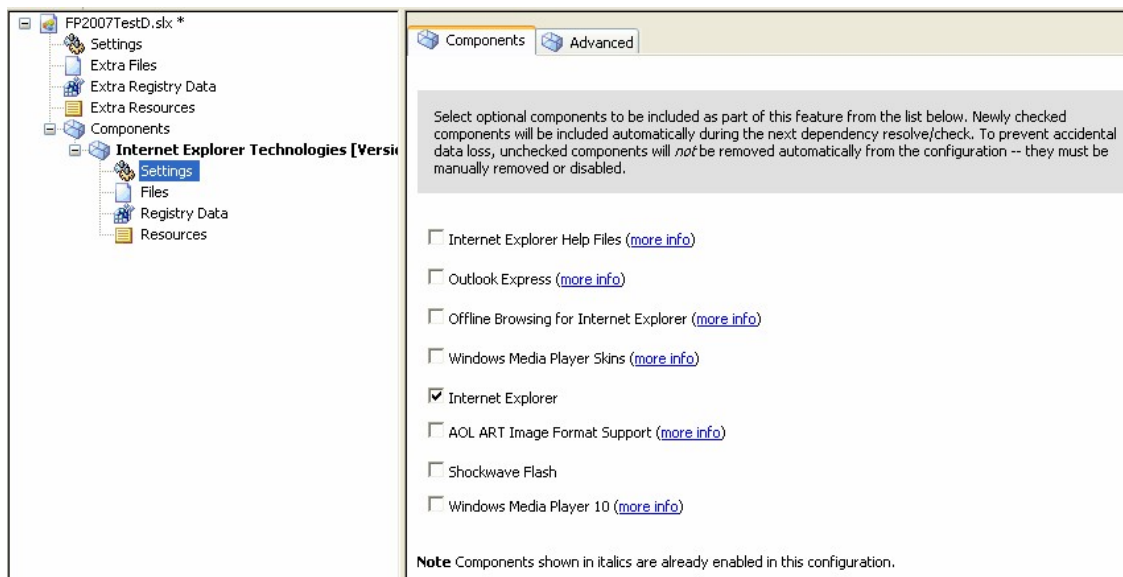 FP2007TestD.slx *
Settings
Extra Files
Extra Registry Data
Extra Resources
Components
Internet Explorer Technologies [Versi
Settings
Files
Registry Data
Resources
Components
Advanced
Select optional components to be included as part of this feature from the list below. Newly checked
components will be included automatically during the next dependency resolve/check. To prevent accidental
data loss, unchecked components will not be removed automatically from the configuration -- they must be
manually removed or disabled.
Internet Explorer Help Files (more info)
Outlook Express (more info)
Offline Browsing for Internet Explorer (more info)
Windows Media Player Skins (more info)
Internet Explorer
AOL ART Image Format Support (more info)
Shockwave Flash
Windows Media Player 10 (more info)
Note Components shown in italics are already enabled in this configuration.